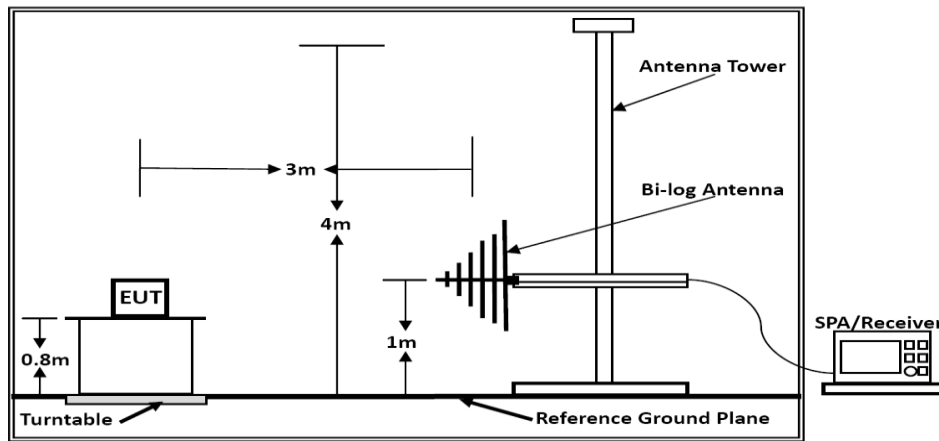 Antenna Tower
3m
Bi-log Antenna
4m
EUT
SPA/Receiver
1m
0.8m
Turntable
Reference Ground Plane